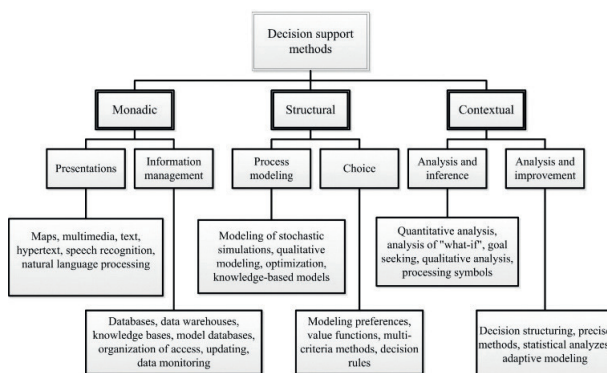 Decision support
methods
Monadic
Structural
Contextual
Presentations
Information
management
Process
modeling
Choice
Analysis and
inference
Analysis and
improvement
Maps, multimedia, text,
hypertext, speech recognition,
natural language processing
Modeling of stochastic
simulations, qualitative
modeling, optimization,
knowledge-based models
Quantitative analysis,
analysis of "what-if", goal
seeking, qualitative analysis,
processing symbols
Databases, data warehouses,
knowledge bases, model databases,
organization of access, updating,
data monitoring
Modeling preferences,
value functions, multi-
criteria methods, decision
rules
Decision structuring, precise
methods, statistical analyzes,
adaptive modeling